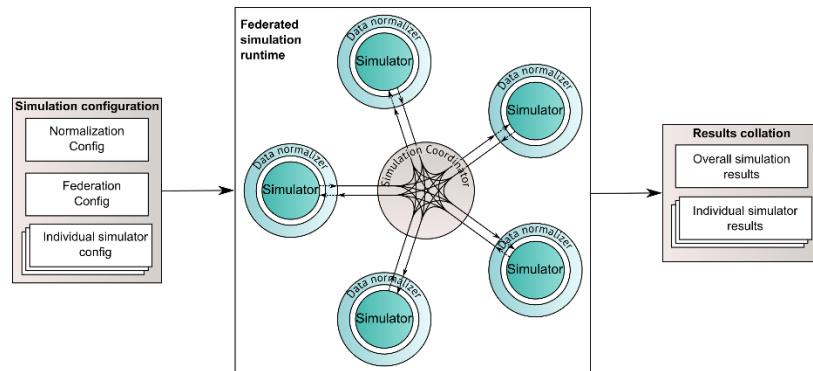 Simulation configuration
Normalization
Config
Federation
Config
Individual simulator
config
Federated
simulation
runtime
Data normalizer
Simulator
Data normalizer
Simulator
Data normalizer
Simulator
Simulation Coordinator
Data normalizer
Simulator
Data normalizer
Simulator
Results collation
Overall simulation
results
Individual simulator
results